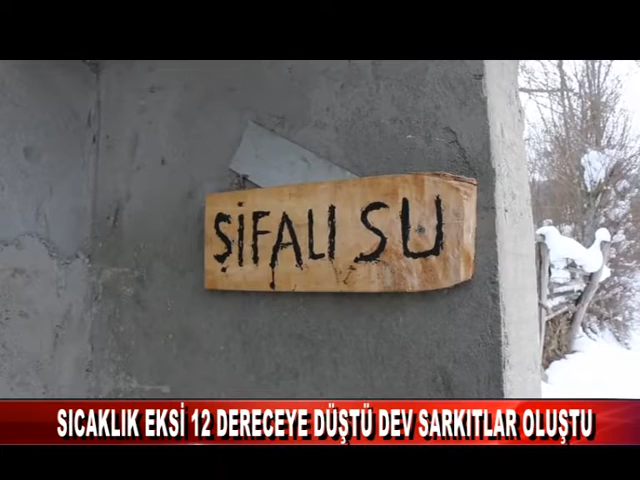 ŞİFALI SU
SICAKLIK EKSİ 12 DERECEYE DÜŞTÜ DEV SARKITLAR OLUŞTU